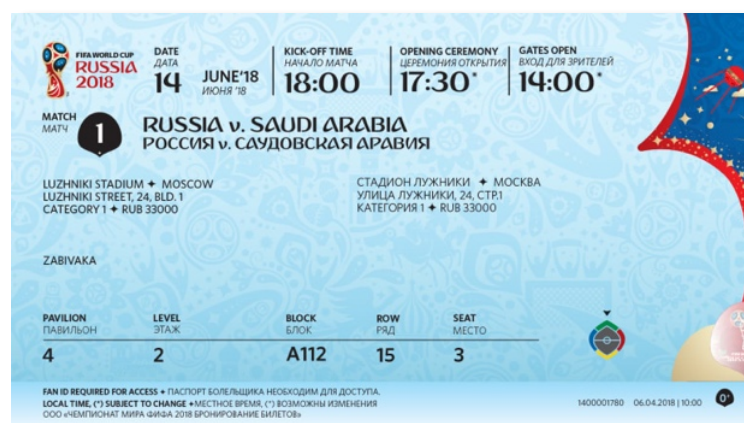 FIFA WORLD CUP
RUSSIA
2018
DATE
ДАТА
14 JUNE'18
ИЮНЯ '18
KICK-OFF TIME
НАЧАЛО МАТЧА
18:00
OPENING CEREMONY
ЦЕРЕМОНИЯ ОТКРЫТИЯ
17:30*
GATES OPEN
ВХОД ДЛЯ ЗРИТЕЛЕЙ
14:00*
MATCH
МАТЧ
1
RUSSIA v. SAUDI ARABIA
РОССИЯ v. САУДОВСКАЯ АРАВИЯ
LUZHNIKI STADIUM ✦ MOSCOW
LUZHNIKI STREET, 24, BLD. 1
CATEGORY 1 ✦ RUB 33000
СТАДИОН ЛУЖНИКИ ✦ МОСКВА
УЛИЦА ЛУЖНИКИ, 24, СТР.1
КАТЕГОРИЯ 1 ✦ RUB 33000
ZABIVAKA
PAVILION LEVEL BLOCK ROW SEAT
ПАВИЛЬОН ЭТАЖ БЛОК РЯД МЕСТО
4 2 A112 15 3
FAN ID REQUIRED FOR ACCESS ✦ ПАСПОРТ БОЛЕЛЬЩИКА НЕОБХОДИМ ДЛЯ ДОСТУПА.
LOCAL TIME, (*) SUBJECT TO CHANGE ✦ МЕСТНОЕ ВРЕМЯ, (*) ВОЗМОЖНЫ ИЗМЕНЕНИЯ
ООО «ЧЕМПИОНАТ МИРА ФИФА 2018 БРОНИРОВАНИЕ БИЛЕТОВ»
1400001780 06.04.2018 | 10:00
0+